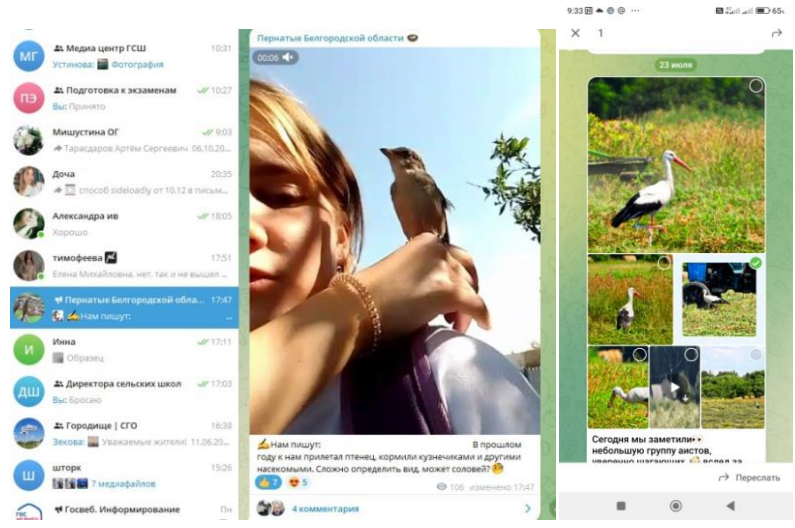 Медиа центр ГСШ 10:31
Устинова: Фотография
МГ
Подготовка к экзаменам 10:27
Вы: Принято
ПЭ
Мишустина ОГ 9:03
Тарасдаров Артём Сергеевич 06.10.20...
Доча 20:35
способ sideloadly от 10.12 в письм...
Александра ив 18:05
Хорошо
тимофеева 17:51
Елена Михайловна, нет, так и не вышел ...
Пернатые Белгородской обла... 17:47
Нам пишут: ...
Инна 17:11
Образец
И
Директора сельских школ 17:03
Вы: Бросаю
ДШ
Городище | СГО 16:38
Зекова: Уважаемые жители! 11.06.20...
шторк 15:26
7 медиафайлов
Ш
Госвеб. Информирование Пн
Пернатые Белгородской области
00:06
Нам пишут: В прошлом
году к нам прилетал птенец, кормили кузнечиками и другими
насекомыми. Сложно определить вид, может соловей?
7 5
106 изменено 17:47
4 комментария
9:33
65
1
23 июля
Сегодня мы заметили
небольшую группу аистов,
уверенно шагающих вслед за
Переслать